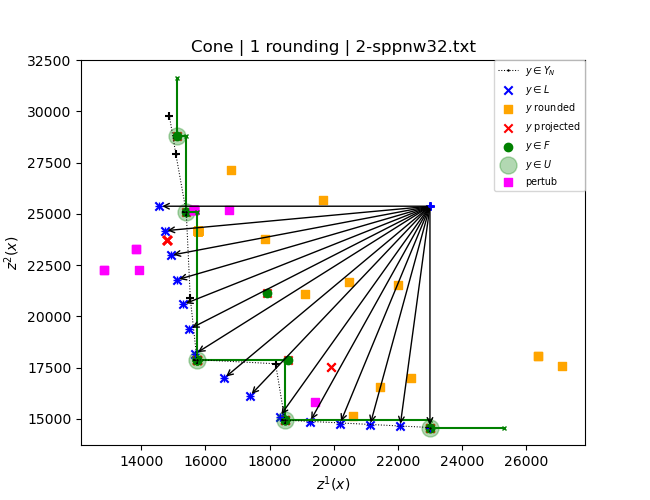 Cone | 1 rounding | 2-sppnw32.txt
z²(x)
32500
30000
27500
25000
22500
20000
17500
15000
14000 16000 18000 20000 22000 24000 26000
z¹(x)
y ∈ Y_N
y ∈ L
y rounded
y projected
y ∈ F
y ∈ U
pertub